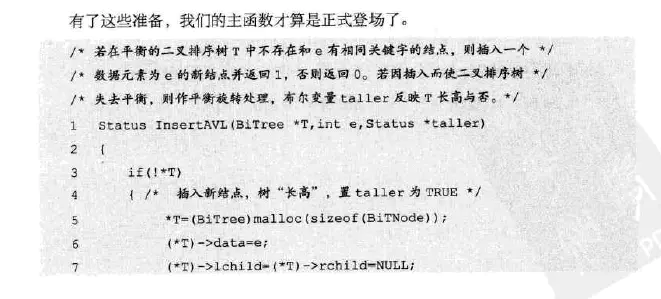 有了这些准备，我们的主函数才算是正式登场了。
/* 若在平衡的二叉排序树 T 中不存在和 e 有相同关键字的结点，则插入一个 */
/* 数据元素为 e 的新结点并返回 1，否则返回 0。若因插入而使二叉排序树 */
/* 失去平衡，则作平衡旋转处理，布尔变量 taller 反映 T 长高与否。*/
1 Status InsertAVL(BiTree *T,int e,Status *taller)
2 {
3 if(!*T)
4 { /* 插入新结点，树“长高”，置 taller 为 TRUE */
5 *T=(BiTree)malloc(sizeof(BiTNode));
6 (*T)->data=e;
7 (*T)->lchild=(*T)->rchild=NULL;